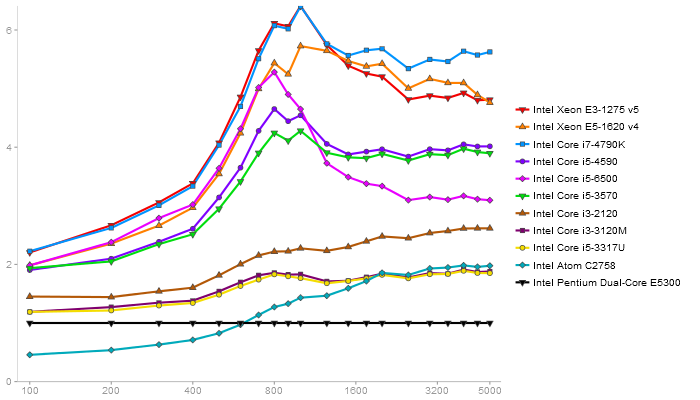 6
4
2
0
100
200
400
800
1600
3200
5000
Intel Xeon E3-1275 v5
Intel Xeon E5-1620 v4
Intel Core i7-4790K
Intel Core i5-4590
Intel Core i5-6500
Intel Core i5-3570
Intel Core i3-2120
Intel Core i3-3120M
Intel Core i5-3317U
Intel Atom C2758
Intel Pentium Dual-Core E5300